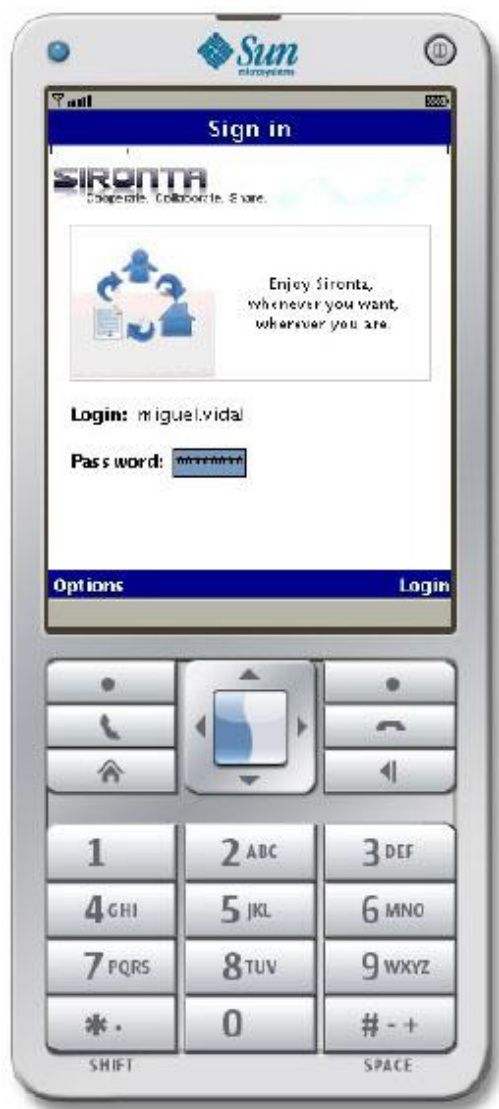 Sun
microsystems
Sign in
SIRONTA
Cooperate. Collaborate. Share.
Enjoy Sironta,
whenever you want,
wherever you are.
Login: miguel.vidal
Password: ********
Options Login
1 2 ABC 3 DEF
4 GHI 5 JKL 6 MNO
7 PQRS 8 TUV 9 WXYZ
* . 0 # - +
SHIFT SPACE